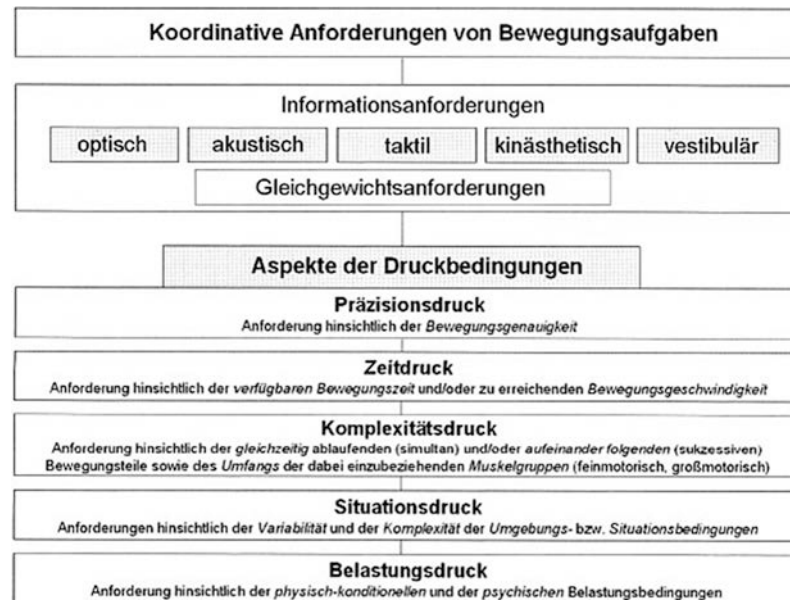 Koordinative Anforderungen von Bewegungsaufgaben
Informationsanforderungen
optisch akustisch taktil kinästhetisch vestibulär
Gleichgewichtsanforderungen
Aspekte der Druckbedingungen
Präzisionsdruck
Anforderung hinsichtlich der Bewegungsgenauigkeit
Zeitdruck
Anforderung hinsichtlich der verfügbaren Bewegungszeit und/oder zu erreichenden Bewegungsgeschwindigkeit
Komplexitätsdruck
Anforderung hinsichtlich der gleichzeitig ablaufenden (simultan) und/oder aufeinander folgenden (sukzessiven)
Bewegungsteile sowie des Umfangs der dabei einzubeziehenden Muskelgruppen (feinmotorisch, großmotorisch)
Situationsdruck
Anforderungen hinsichtlich der Variabilität und der Komplexität der Umgebungs- bzw. Situationsbedingungen
Belastungsdruck
Anforderung hinsichtlich der physisch-konditionellen und der psychischen Belastungsbedingungen